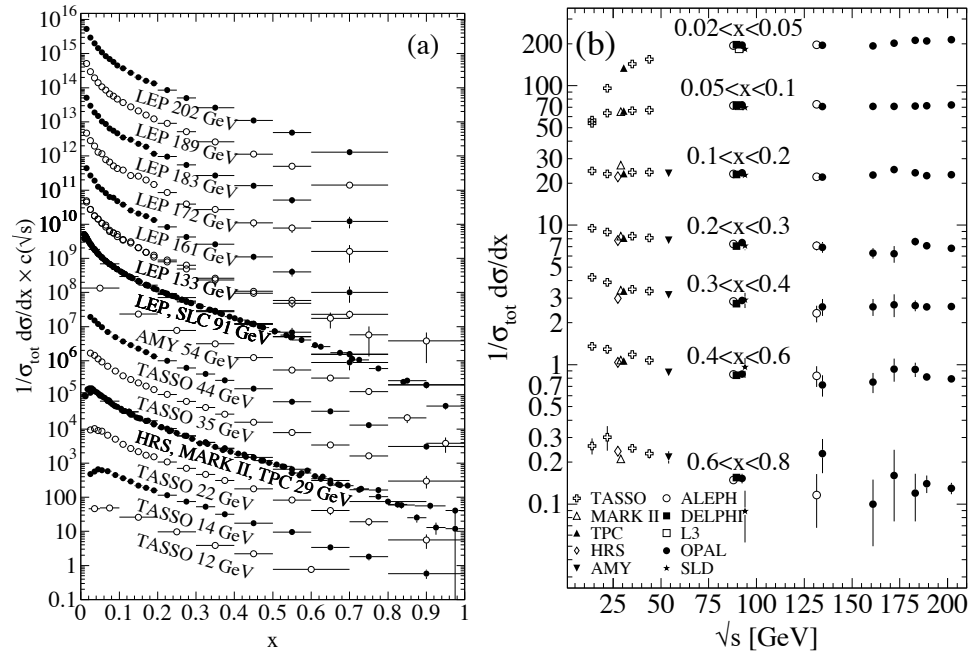 (a)
1/σ_tot dσ/dx × c(√s)
10^16
10^15
10^14
10^13
10^12
10^11
10^10
10^9
10^8
10^7
10^6
10^5
10^4
10^3
100
10
1
0.1
LEP 202 GeV
LEP 189 GeV
LEP 183 GeV
LEP 172 GeV
LEP 161 GeV
LEP 133 GeV
LEP, SLC 91 GeV
AMY 54 GeV
TASSO 44 GeV
TASSO 35 GeV
HRS, MARK II, TPC 29 GeV
TASSO 22 GeV
TASSO 14 GeV
TASSO 12 GeV
0 0.1 0.2 0.3 0.4 0.5 0.6 0.7 0.8 0.9 1
x
(b)
1/σ_tot dσ/dx
200
100
70
50
30
20
10
7
5
3
2
1
0.7
0.5
0.3
0.2
0.1
0.02<x<0.05
0.05<x<0.1
0.1<x<0.2
0.2<x<0.3
0.3<x<0.4
0.4<x<0.6
0.6<x<0.8
TASSO ALEPH
MARK II DELPHI
TPC L3
HRS OPAL
AMY SLD
25 50 75 100 125 150 175 200
√s [GeV]